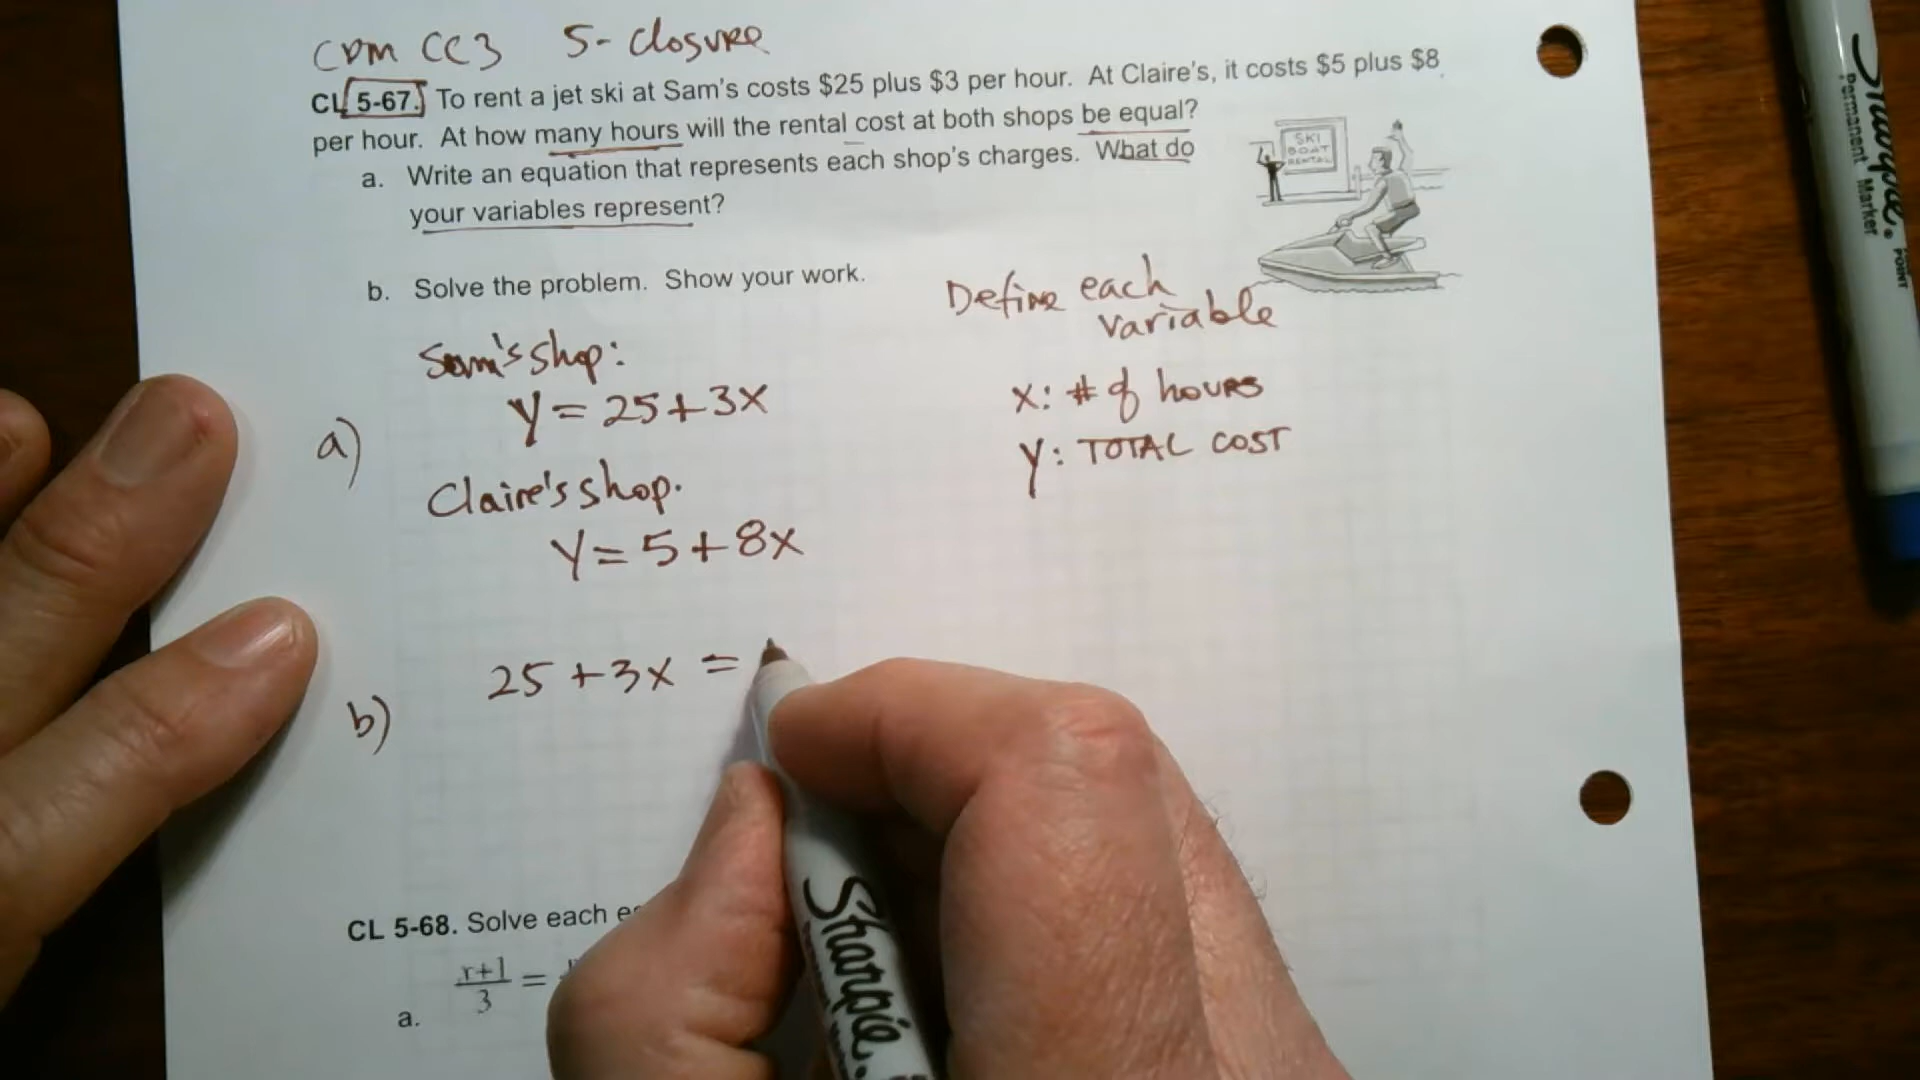 CPM CC3 5-closure
CL 5-67. To rent a jet ski at Sam's costs $25 plus $3 per hour. At Claire's, it costs $5 plus $8
per hour. At how many hours will the rental cost at both shops be equal?
a. Write an equation that represents each shop's charges. What do
your variables represent?
SKI
BOAT
RENTAL
b. Solve the problem. Show your work.
Define each
variable
Sam's shop:
y = 25+3x
x: # of hours
a)
y: TOTAL COST
Claire's shop.
y = 5+8x
25 + 3x =
b)
CL 5-68. Solve each
a. x+1/3 =
Sharpie.
Permanent Marker
Sharpie.